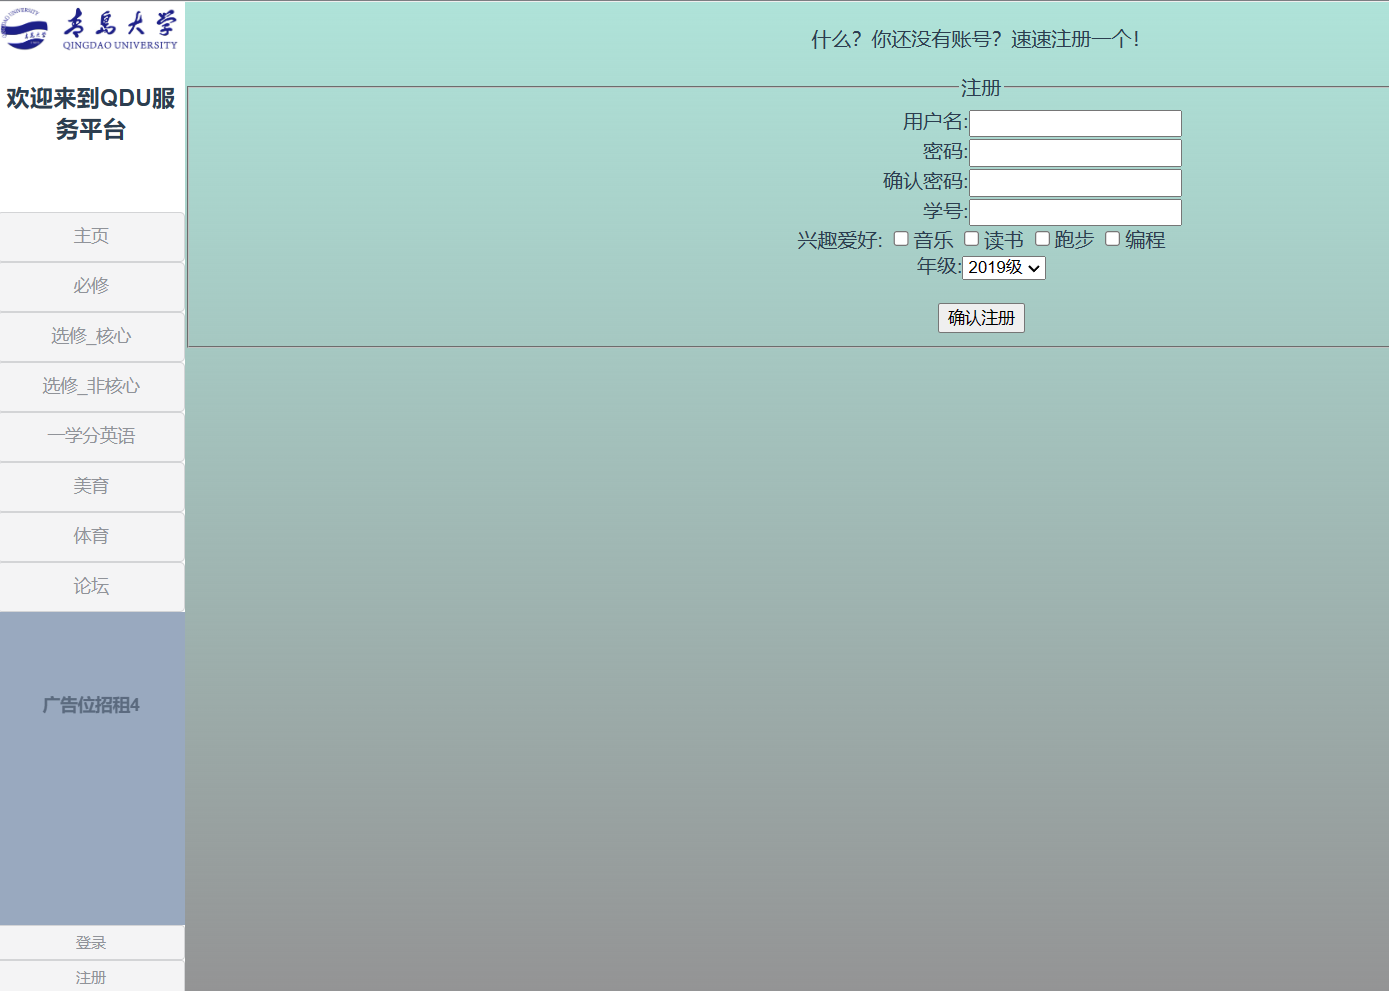 青岛大学
QINGDAO UNIVERSITY
欢迎来到QDU服
务平台
主页
必修
选修_核心
选修_非核心
一学分英语
美育
体育
论坛
广告位招租4
登录
注册
什么？你还没有账号？速速注册一个！
注册
用户名:
密码:
确认密码:
学号:
兴趣爱好: 音乐 读书 跑步 编程
年级: 2019级
确认注册